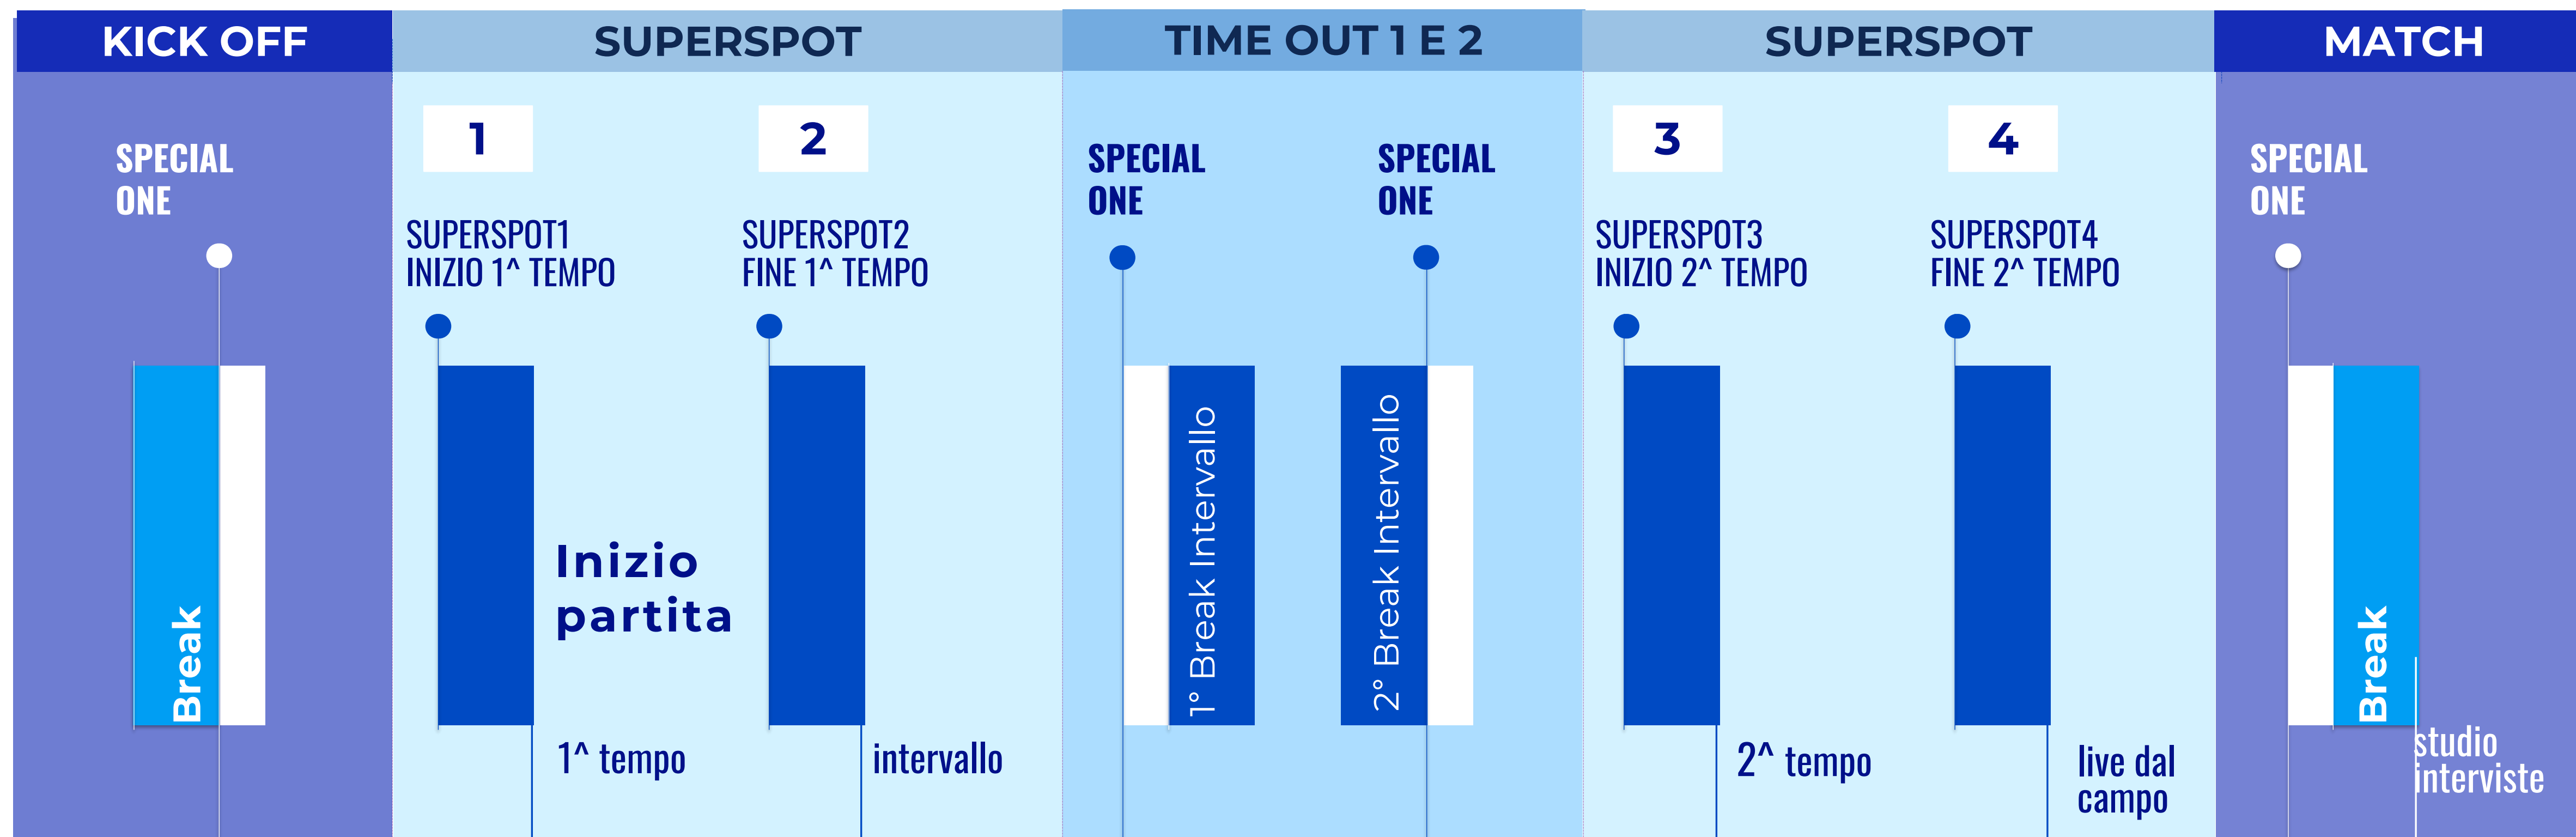 KICK OFF
SPECIAL
ONE
Break
SUPERSPOT
1
SUPERSPOT1
INIZIO 1^ TEMPO
Inizio
partita
1^ tempo
2
SUPERSPOT2
FINE 1^ TEMPO
intervallo
TIME OUT 1 E 2
SPECIAL
ONE
1° Break Intervallo
SPECIAL
ONE
2° Break Intervallo
SUPERSPOT
3
SUPERSPOT3
INIZIO 2^ TEMPO
2^ tempo
4
SUPERSPOT4
FINE 2^ TEMPO
live dal
campo
MATCH
SPECIAL
ONE
Break
studio
interviste